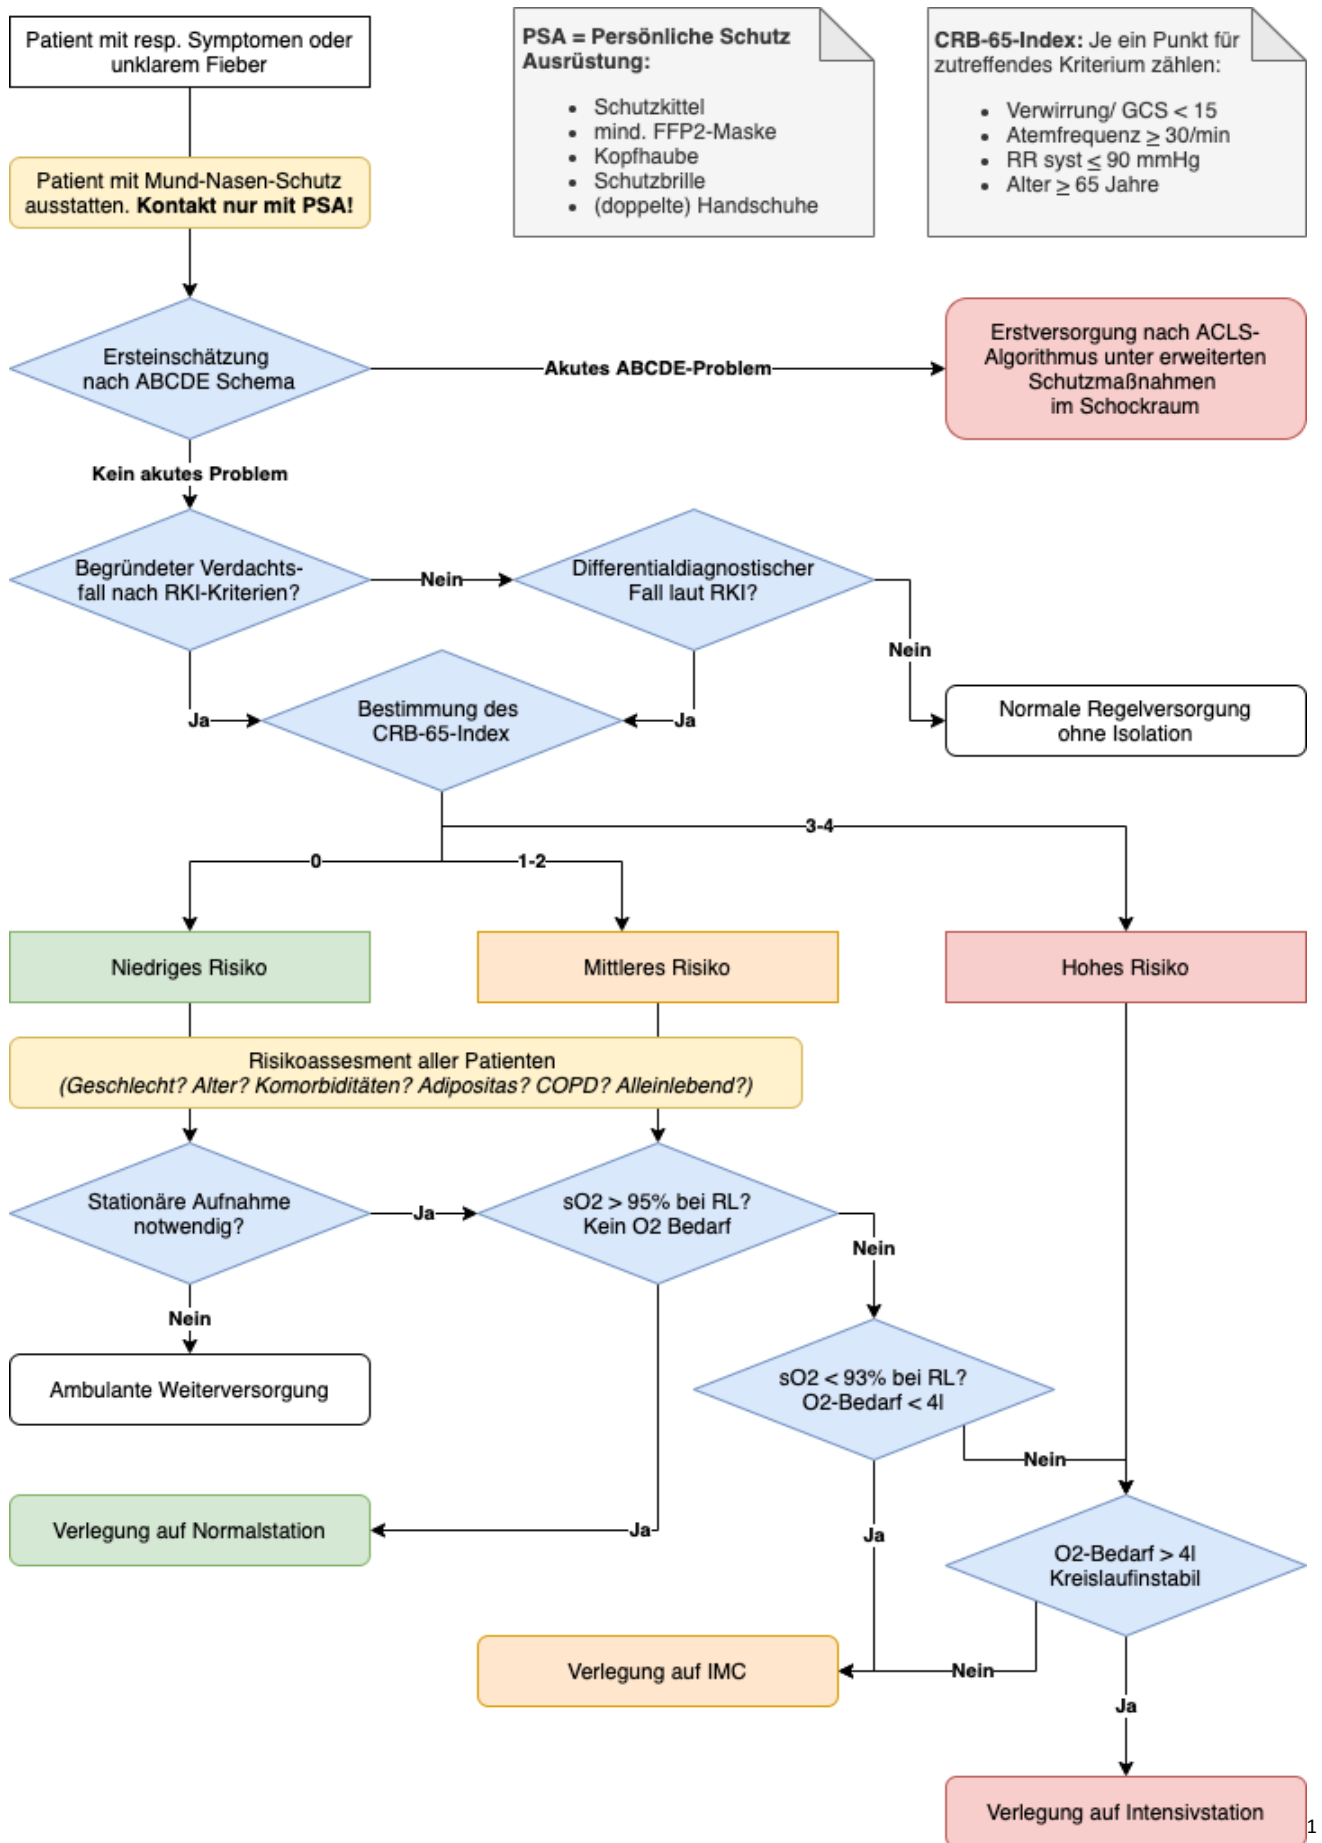 Patient mit resp. Symptomen oder
unklarem Fieber
PSA = Persönliche Schutz
Ausrüstung:
• Schutzkittel
• mind. FFP2-Maske
• Kopfhaube
• Schutzbrille
• (doppelte) Handschuhe
CRB-65-Index: Je ein Punkt für
zutreffendes Kriterium zählen:
• Verwirrung/ GCS < 15
• Atemfrequenz ≥ 30/min
• RR syst ≤ 90 mmHg
• Alter ≥ 65 Jahre
Patient mit Mund-Nasen-Schutz
ausstatten. Kontakt nur mit PSA!
Ersteinschätzung
nach ABCDE Schema
Akutes ABCDE-Problem
Erstversorgung nach ACLS-
Algorithmus unter erweiterten
Schutzmaßnahmen
im Schockraum
Kein akutes Problem
Begründeter Verdachts-
fall nach RKI-Kriterien?
Nein
Differentialdiagnostischer
Fall laut RKI?
Nein
Ja
Bestimmung des
CRB-65-Index
Ja
Normale Regelversorgung
ohne Isolation
3-4
0
1-2
Niedriges Risiko
Mittleres Risiko
Hohes Risiko
Risikoassesment aller Patienten
(Geschlecht? Alter? Komorbiditäten? Adipositas? COPD? Alleinlebend?)
Stationäre Aufnahme
notwendig?
Ja
sO2 > 95% bei RL?
Kein O2 Bedarf
Nein
Nein
Ambulante Weiterversorgung
sO2 < 93% bei RL?
O2-Bedarf < 4l
Nein
Verlegung auf Normalstation
Ja
Ja
O2-Bedarf > 4l
Kreislaufinstabil
Verlegung auf IMC
Nein
Ja
Verlegung auf Intensivstation
1